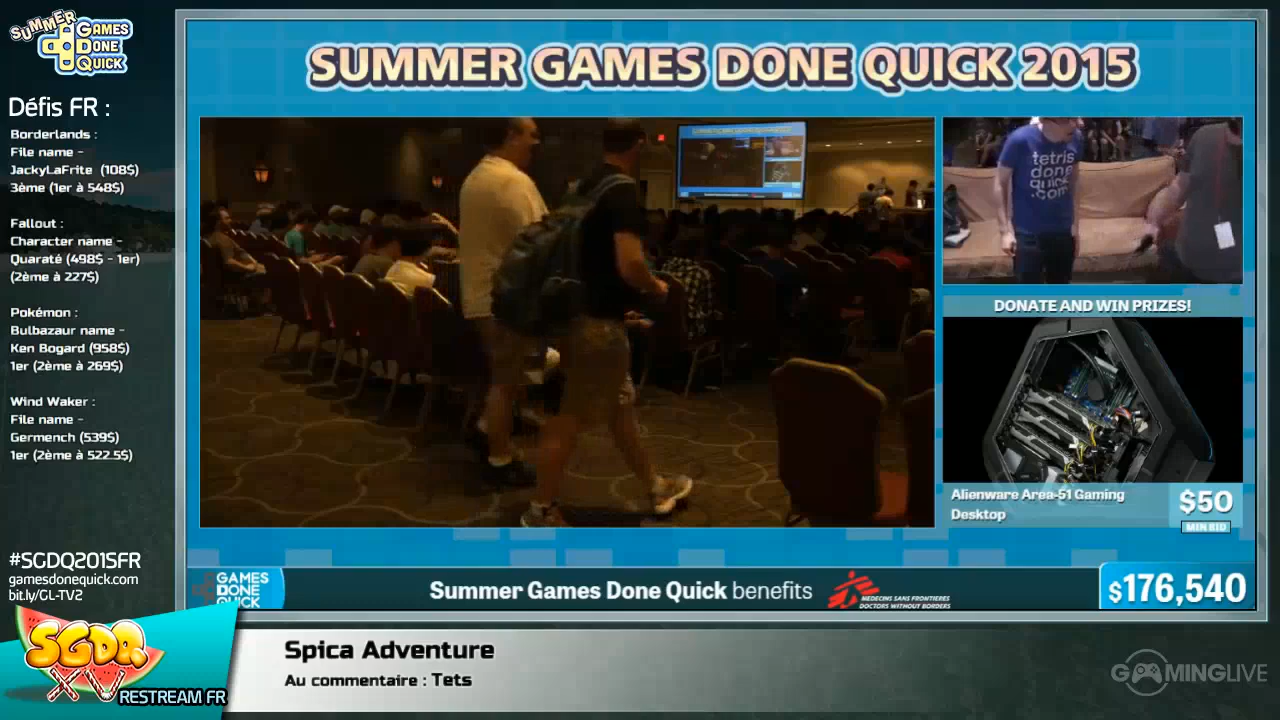 SUMMER
GAMES
DONE
QUICK
Défis FR :
Borderlands :
File name -
JackyLaFrite (108$)
3ème (1er à 548$)
Fallout :
Character name -
Quaraté (498$ - 1er)
(2ème à 227$)
Pokémon :
Bulbazaur name -
Ken Bogard (958$)
1er (2ème à 269$)
Wind Waker :
File name -
Germench (539$)
1er (2ème à 522.5$)
#SGDQ2015FR
gamesdonequick.com
bit.ly/GL-TV2
SGDQ
XV
RESTREAM FR
SUMMER GAMES DONE QUICK 2015
tetris
done
quick
.com
DONATE AND WIN PRIZES!
Alienware Area-51 Gaming
Desktop
$50
MIN BID
GAMES
DONE
QUICK
Summer Games Done Quick benefits
MEDECINS SANS FRONTIERES
DOCTORS WITHOUT BORDERS
$176,540
Spica Adventure
Au commentaire : Tets
GAMINGLIVE